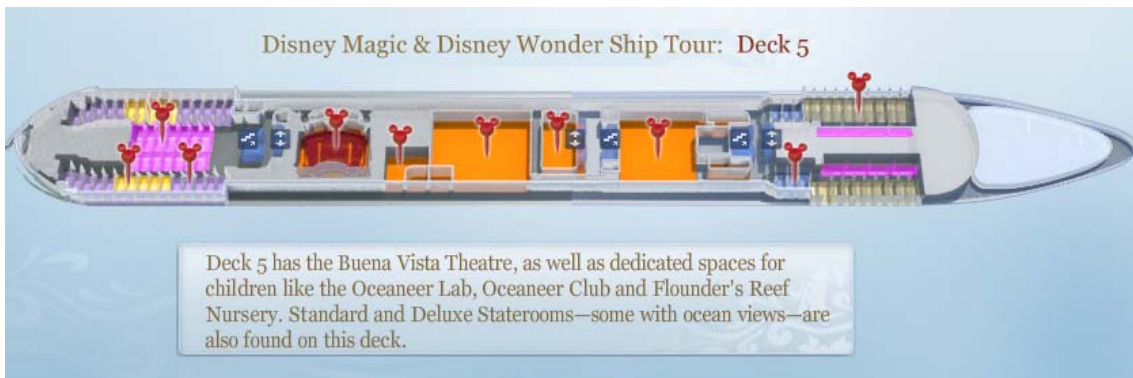 Disney Magic & Disney Wonder Ship Tour: Deck 5
Deck 5 has the Buena Vista Theatre, as well as dedicated spaces for
children like the Oceaneer Lab, Oceaneer Club and Flounder's Reef
Nursery. Standard and Deluxe Staterooms—some with ocean views—are
also found on this deck.